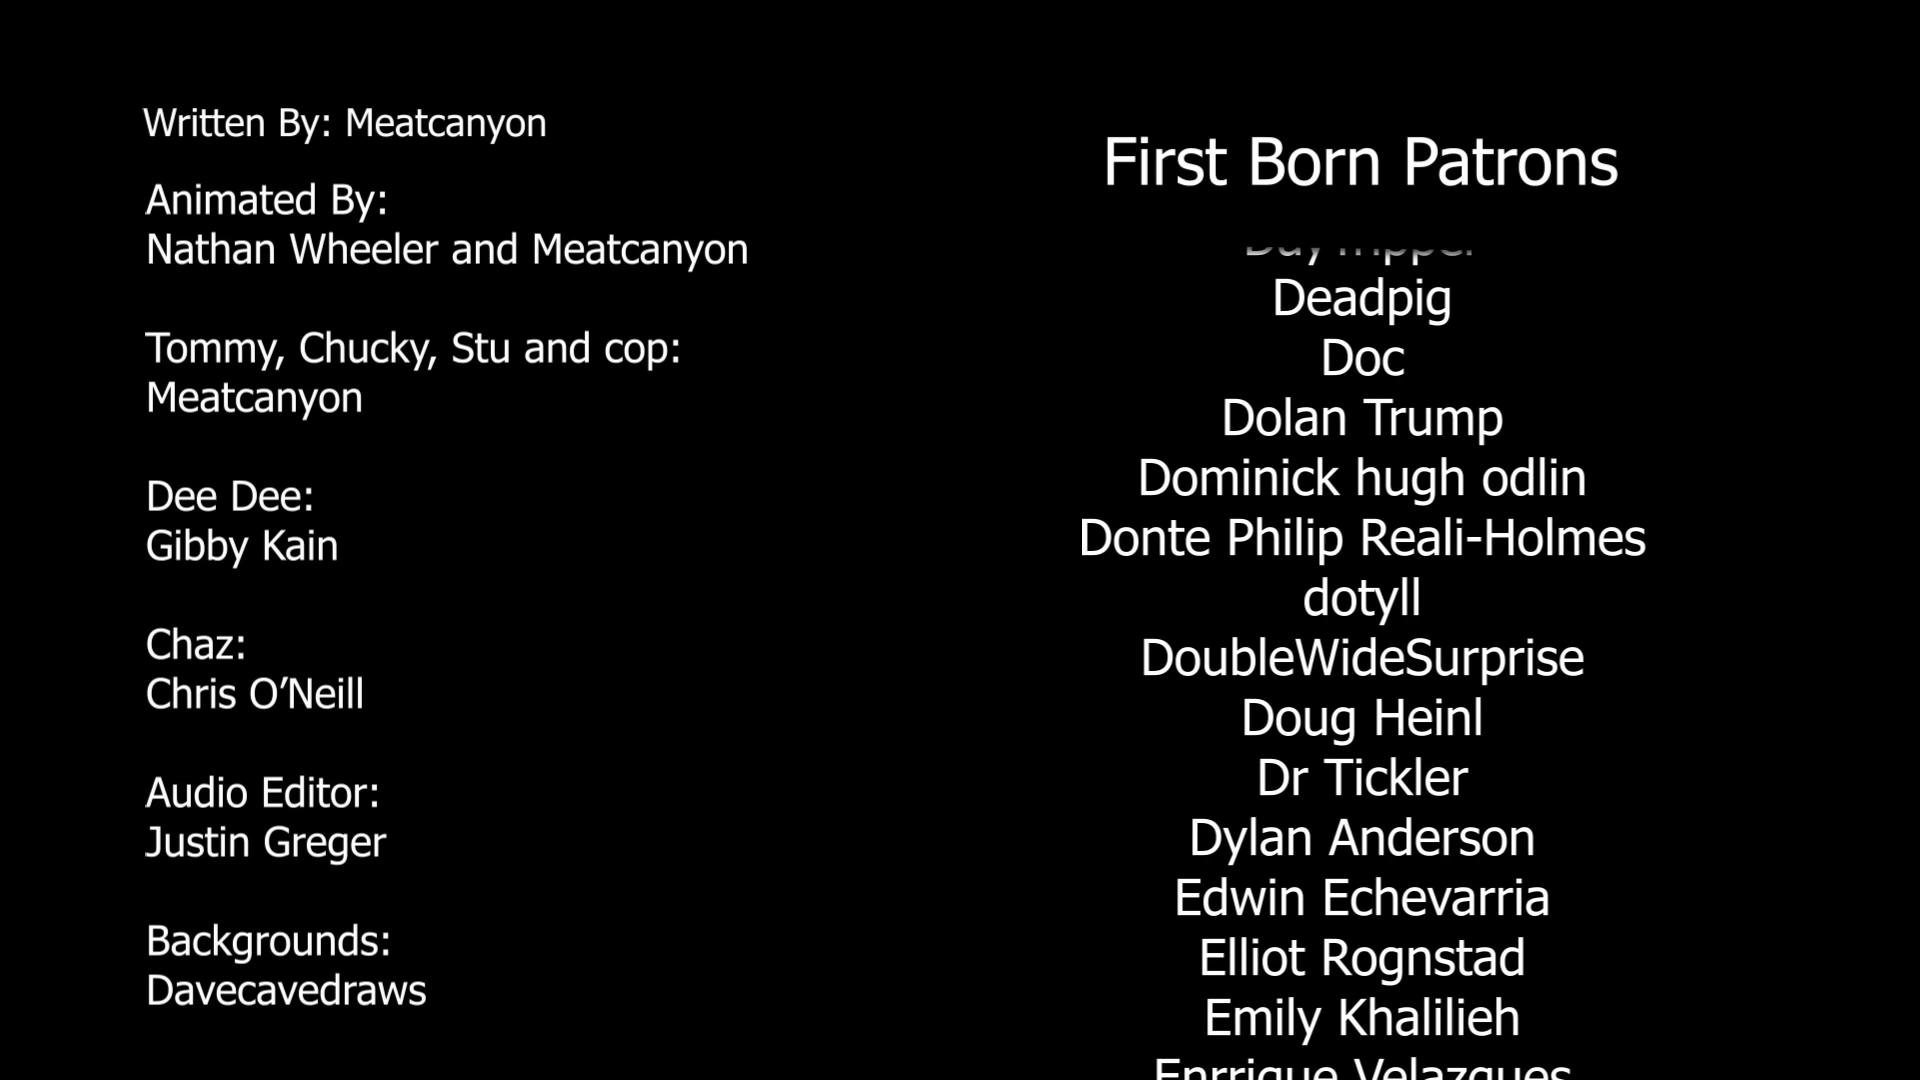 Written By: Meatcanyon
Animated By:
Nathan Wheeler and Meatcanyon
Tommy, Chucky, Stu and cop:
Meatcanyon
Dee Dee:
Gibby Kain
Chaz:
Chris O’Neill
Audio Editor:
Justin Greger
Backgrounds:
Davecavedraws
First Born Patrons
Deadpig
Doc
Dolan Trump
Dominick hugh odlin
Donte Philip Reali-Holmes
dotyll
DoubleWideSurprise
Doug Heinl
Dr Tickler
Dylan Anderson
Edwin Echevarria
Elliot Rognstad
Emily Khalilieh
Enrrique Velazques